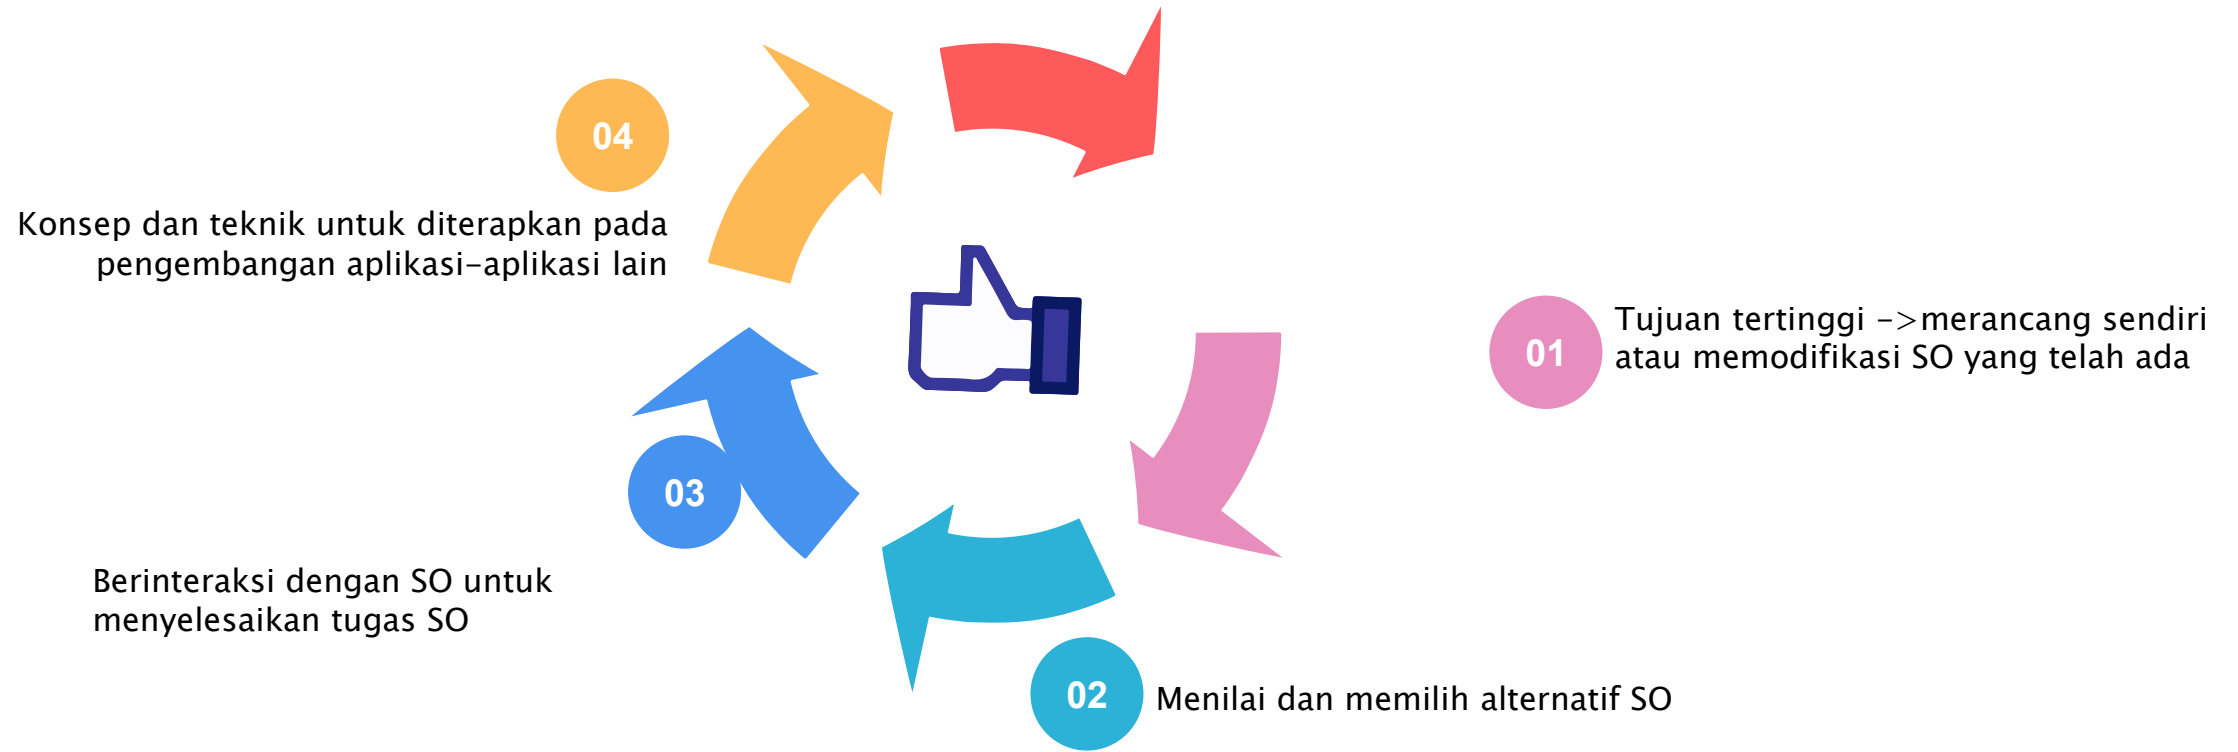 04
Konsep dan teknik untuk diterapkan pada
pengembangan aplikasi-aplikasi lain
01
Tujuan tertinggi ->merancang sendiri
atau memodifikasi SO yang telah ada
03
Berinteraksi dengan SO untuk
menyelesaikan tugas SO
02
Menilai dan memilih alternatif SO